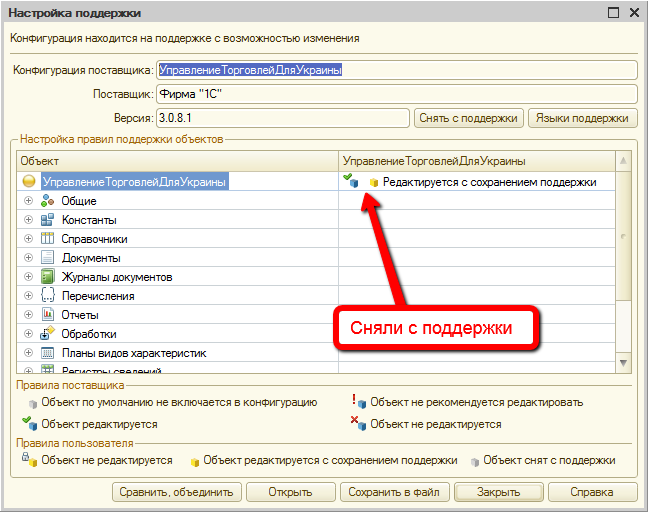 Настройка поддержки
Конфигурация находится на поддержке с возможностью изменения
Конфигурация поставщика: УправлениеТорговлейДляУкраины
Поставщик: Фирма "1С"
Версия: 3.0.8.1 Снять с поддержки Языки поддержки
Настройка правил поддержки объектов
Объект УправлениеТорговлейДляУкраины
УправлениеТорговлейДляУкраины Редактируется с сохранением поддержки
Общие
Константы
Справочники
Документы
Журналы документов
Перечисления
Отчеты
Сняли с поддержки
Обработки
Планы видов характеристик
Регистры сведений
Правила поставщика
Объект по умолчанию не включается в конфигурацию Объект не рекомендуется редактировать
Объект редактируется Объект не редактируется
Правила пользователя
Объект не редактируется Объект редактируется с сохранением поддержки Объект снят с поддержки
Сравнить, объединить Открыть Сохранить в файл Закрыть Справка